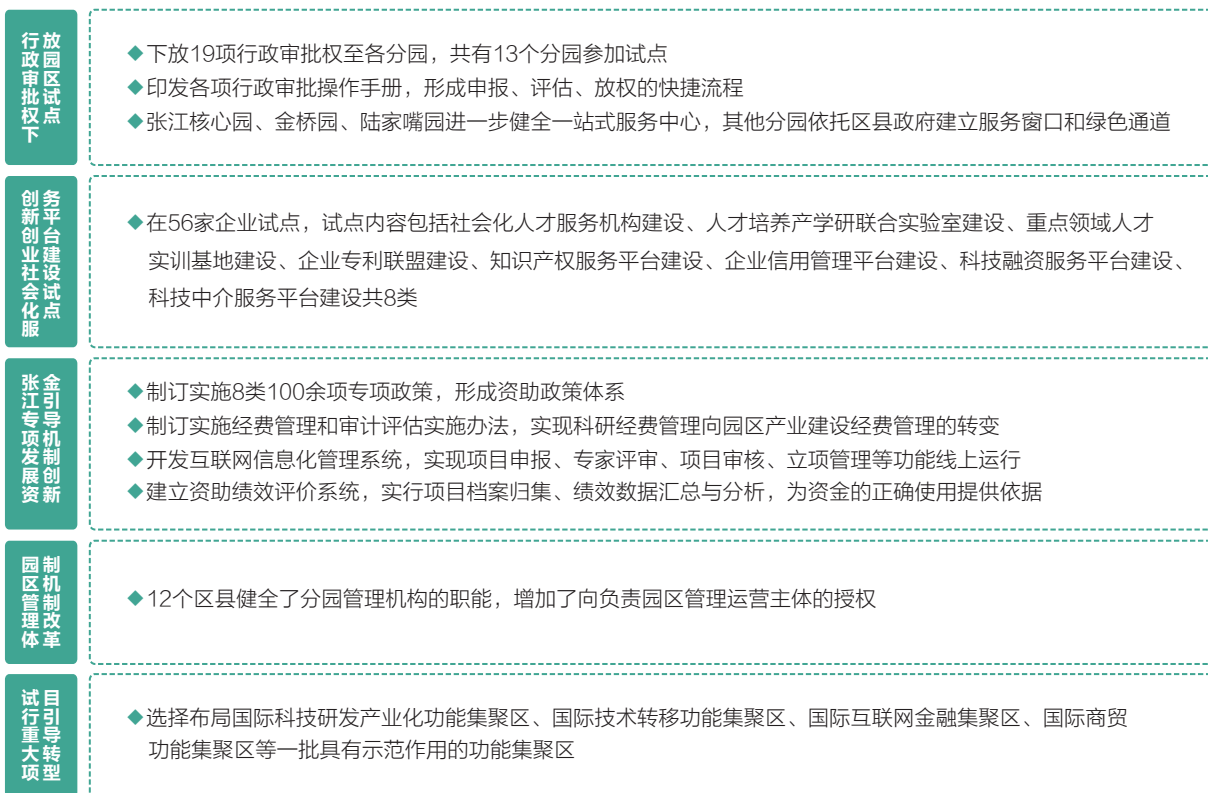 行政审批权下
放园区试点
◆下放19项行政审批权至各分园，共有13个分园参加试点
◆印发各项行政审批操作手册，形成申报、评估、放权的快捷流程
◆张江核心园、金桥园、陆家嘴园进一步健全一站式服务中心，其他分园依托区县政府建立服务窗口和绿色通道
创新创业社会化服
务平台建设试点
◆在56家企业试点，试点内容包括社会化人才服务机构建设、人才培养产学研联合实验室建设、重点领域人才
实训基地建设、企业专利联盟建设、知识产权服务平台建设、企业信用管理平台建设、科技融资服务平台建设、
科技中介服务平台建设共8类
张江专项发展资
金引导机制创新
◆制订实施8类100余项专项政策，形成资助政策体系
◆制订实施经费管理和审计评估实施办法，实现科研经费管理向园区产业建设经费管理的转变
◆开发互联网信息化管理系统，实现项目申报、专家评审、项目审核、立项管理等功能线上运行
◆建立资助绩效评价系统，实行项目档案归集、绩效数据汇总与分析，为资金的正确使用提供依据
园区管理体
制机制改革
◆12个区县健全了分园管理机构的职能，增加了向负责园区管理运营主体的授权
试行重大项
目引导转型
◆选择布局国际科技研发产业化功能集聚区、国际技术转移功能集聚区、国际互联网金融集聚区、国际商贸
功能集聚区等一批具有示范作用的功能集聚区